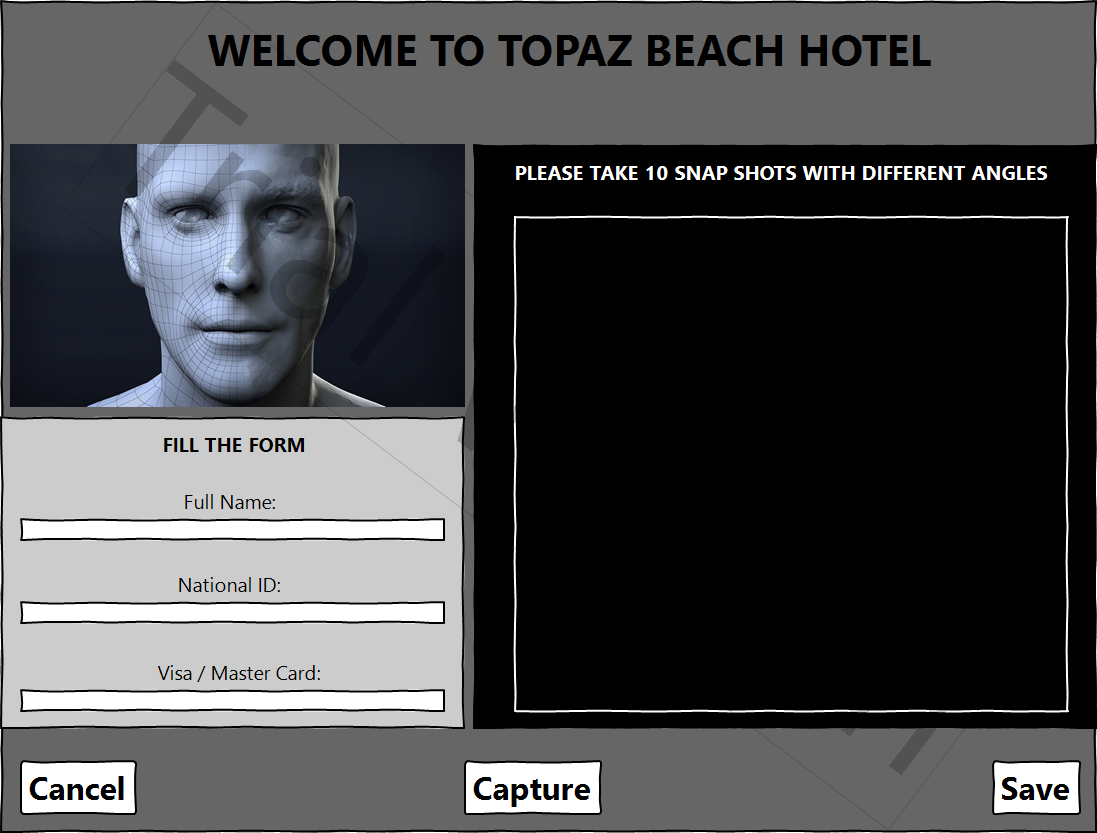 WELCOME TO TOPAZ BEACH HOTEL
PLEASE TAKE 10 SNAP SHOTS WITH DIFFERENT ANGLES
FILL THE FORM
Full Name:
National ID:
Visa / Master Card:
Cancel
Capture
Save
Trial